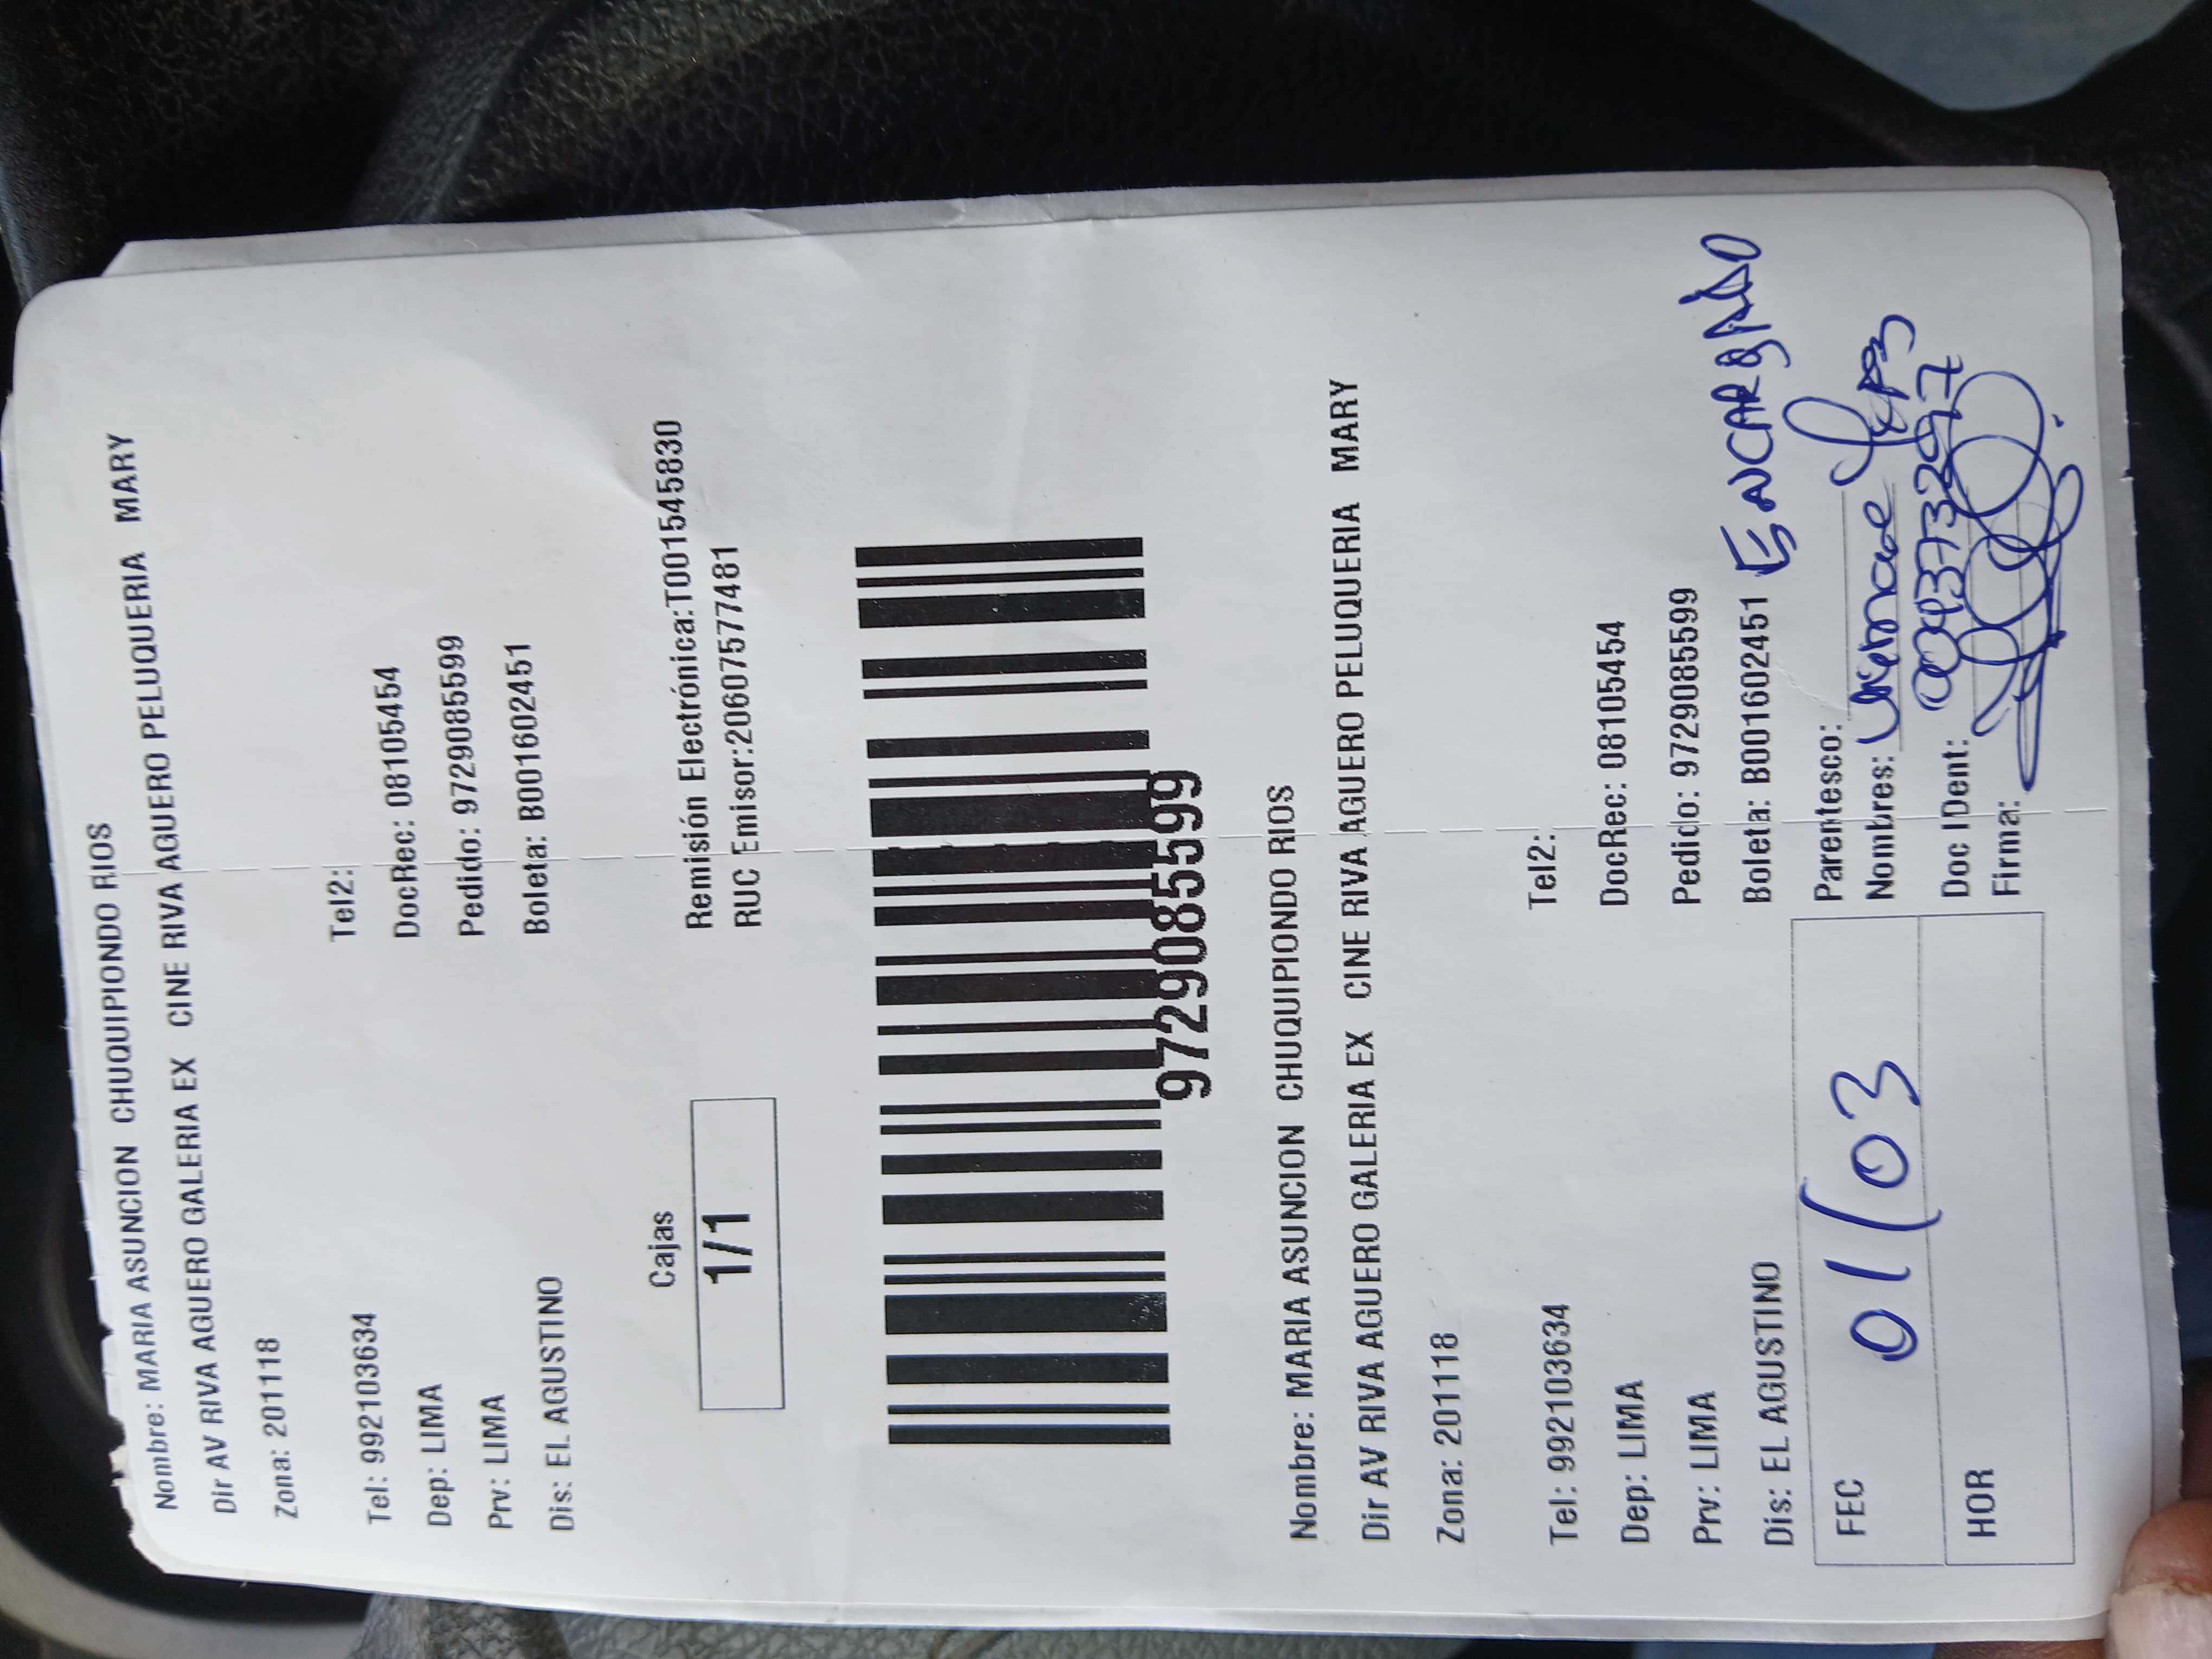 Nombre: MARIA ASUNCION CHUQUIPIONDO RIOS
Dir AV RIVA AGUERO GALERIA EX CINE RIVA AGUERO PELUQUERIA MARY
Zona: 201118
Tel: 992103634 Tel2:
Dep: LIMA DocRec: 08105454
Prv: LIMA Pedido: 9729085599
Dis: EL AGUSTINO Boleta: B001602451
Cajas Remisión Electrónica:T001545830
1/1 RUC Emisor:20607577481
9729085599
Nombre: MARIA ASUNCION CHUQUIPIONDO RIOS
Dir AV RIVA AGUERO GALERIA EX CINE RIVA AGUERO PELUQUERIA MARY
Zona: 201118
Tel: 992103634 Tel2:
Dep: LIMA DocRec: 08105454
Prv: LIMA Pedido: 9729085599
Dis: EL AGUSTINO Boleta: B001602451
FEC 01/03 Parentesco: ENCARGADO
Nombres:
HOR Doc IDent:
Firma: